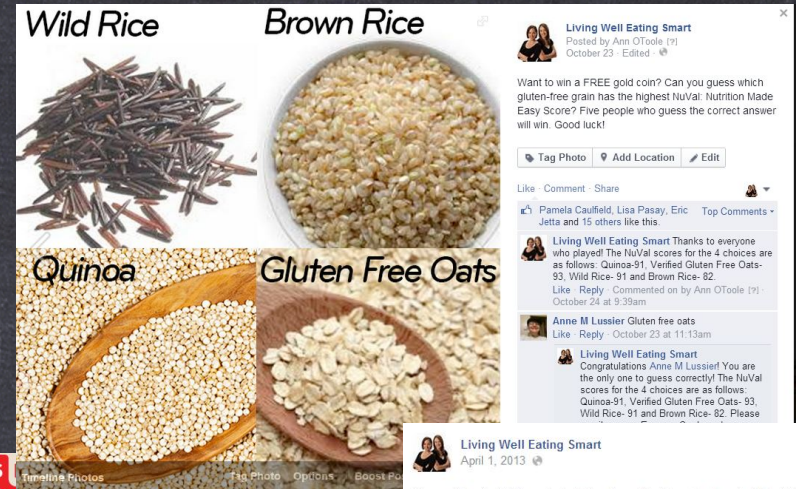 Wild Rice
Brown Rice
Quinoa
Gluten Free Oats
Timeline Photos
Tag Photo Options Boost
Living Well Eating Smart
Posted by Ann OToole [?]
October 23 · Edited ·
Want to win a FREE gold coin? Can you guess which
gluten-free grain has the highest NuVal: Nutrition Made
Easy Score? Five people who guess the correct answer
will win. Good luck!
Tag Photo Add Location Edit
Like · Comment · Share
Pamela Caulfield, Lisa Pasay, Eric
Jetta and 15 others like this.
Top Comments
Living Well Eating Smart Thanks to everyone
who played! The NuVal scores for the 4 choices are
as follows: Quinoa-91, Verified Gluten Free Oats-
93, Wild Rice- 91 and Brown Rice- 82.
Like · Reply · Commented on by Ann OToole [?] ·
October 24 at 9:39am
Anne M Lussier Gluten free oats
Like · Reply · October 23 at 11:13am
Living Well Eating Smart
Congratulations Anne M Lussier! You are
the only one to guess correctly! The NuVal
scores for the 4 choices are as follows:
Quinoa-91, Verified Gluten Free Oats- 93,
Wild Rice- 91 and Brown Rice- 82. Please
Living Well Eating Smart
April 1, 2013